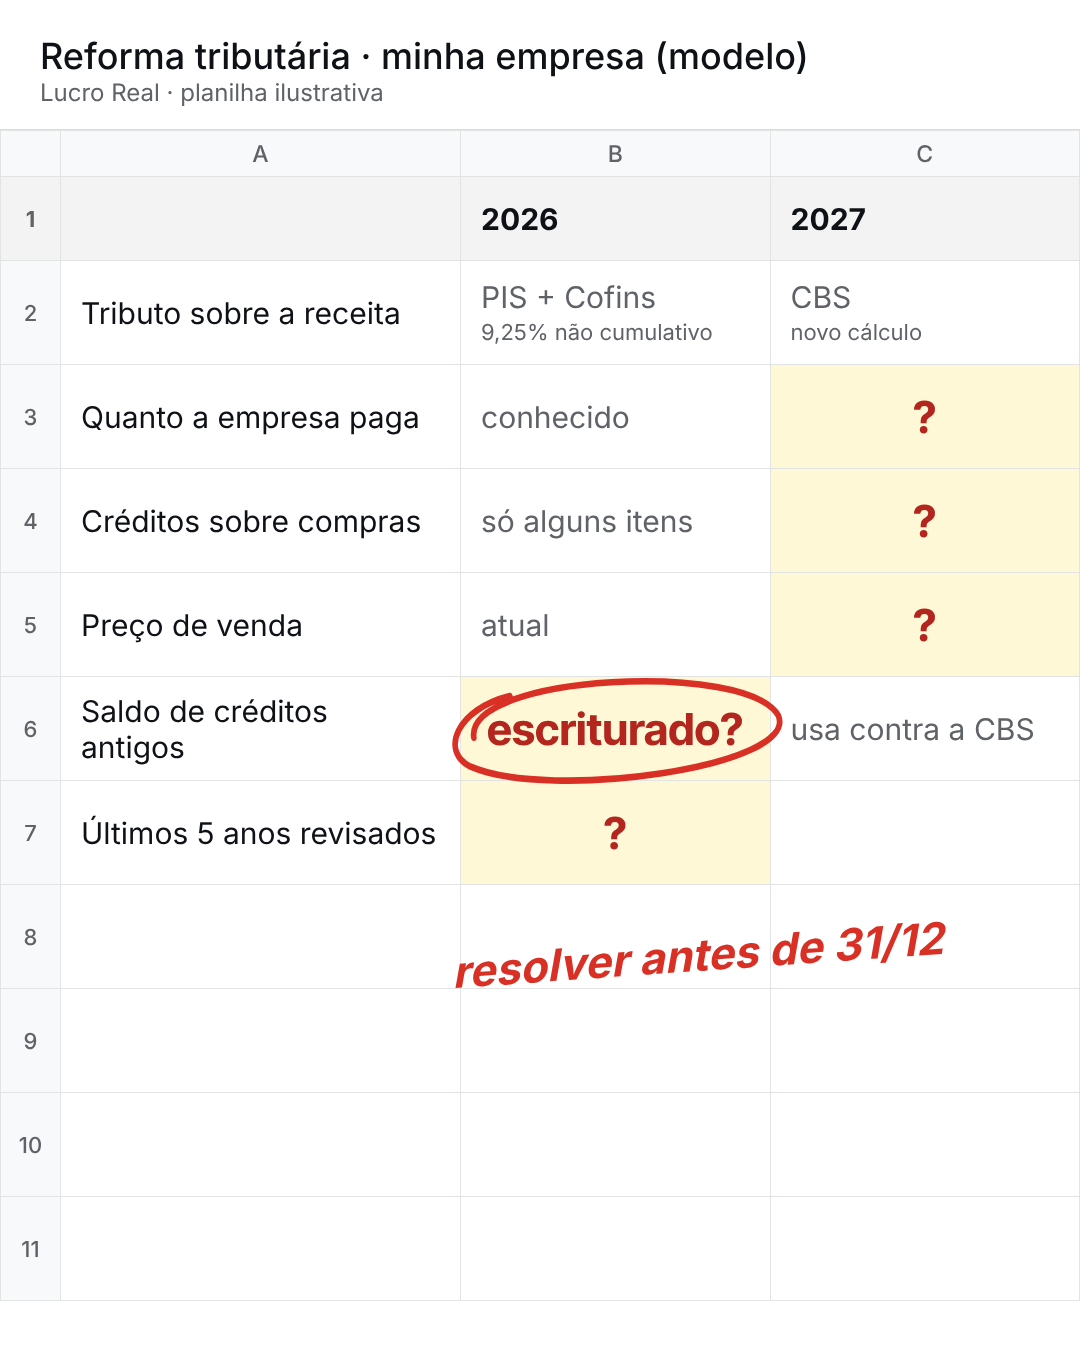 Reforma tributária · minha empresa (modelo)
Lucro Real · planilha ilustrativa
A B C
1 2026 2027
2 Tributo sobre a receita PIS + Cofins CBS
9,25% não cumulativo novo cálculo
3 Quanto a empresa paga conhecido ?
4 Créditos sobre compras só alguns itens ?
5 Preço de venda atual ?
6 Saldo de créditos antigos escriturado? usa contra a CBS
7 Últimos 5 anos revisados ?
8 resolver antes de 31/12
9
10
11